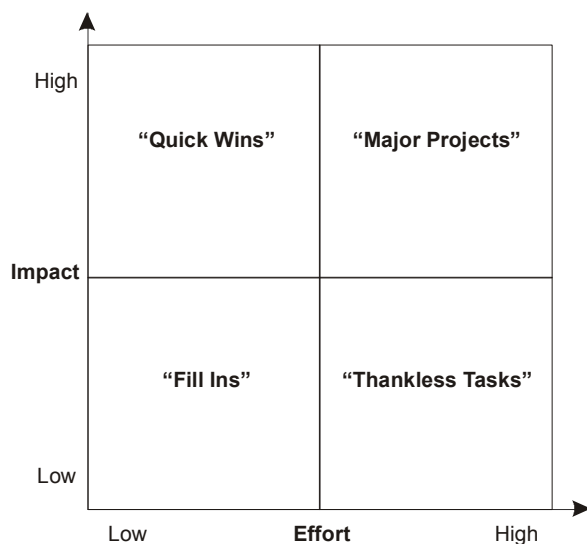 High
“Quick Wins”
“Major Projects”
Impact
“Fill Ins”
“Thankless Tasks”
Low
Low
Effort
High